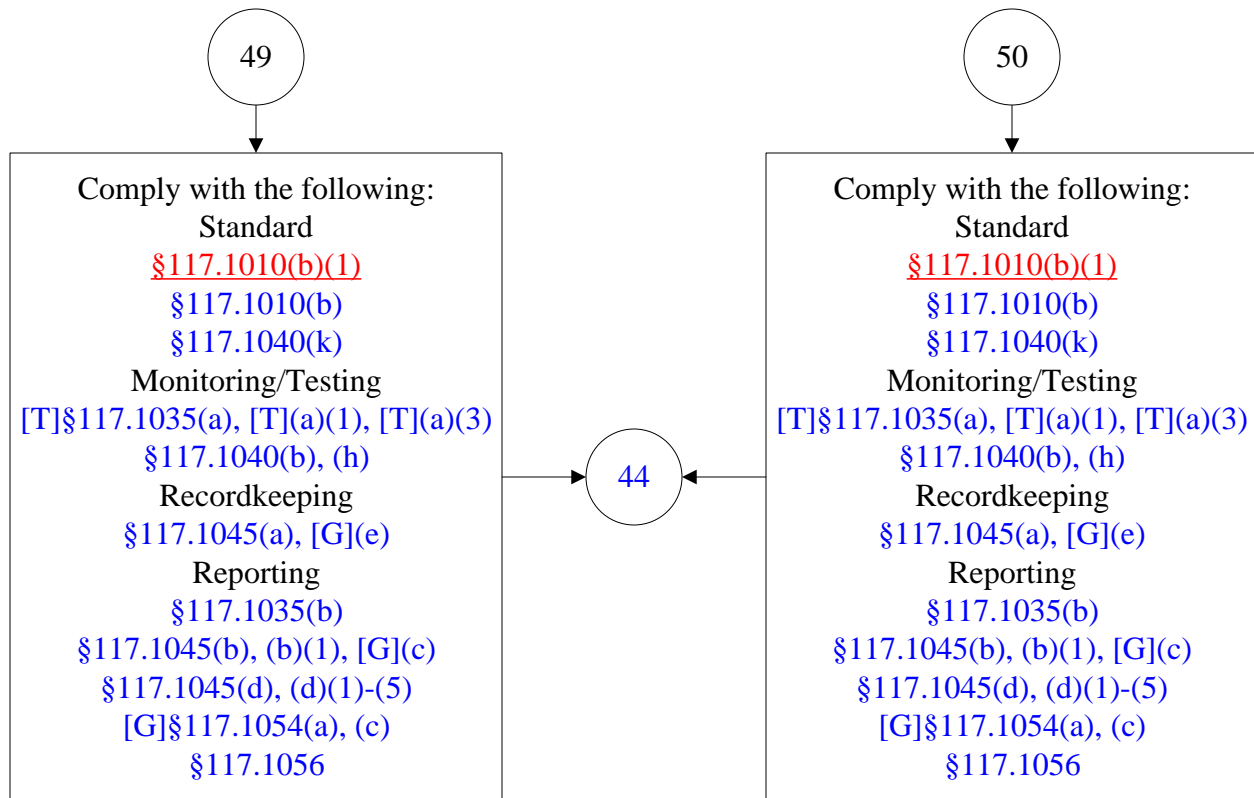 49
Comply with the following:
Standard
§117.1010(b)(1)
§117.1010(b)
§117.1040(k)
Monitoring/Testing
[T]§117.1035(a), [T](a)(1), [T](a)(3)
§117.1040(b), (h)
Recordkeeping
§117.1045(a), [G](e)
Reporting
§117.1035(b)
§117.1045(b), (b)(1), [G](c)
§117.1045(d), (d)(1)-(5)
[G]§117.1054(a), (c)
§117.1056
44
50
Comply with the following:
Standard
§117.1010(b)(1)
§117.1010(b)
§117.1040(k)
Monitoring/Testing
[T]§117.1035(a), [T](a)(1), [T](a)(3)
§117.1040(b), (h)
Recordkeeping
§117.1045(a), [G](e)
Reporting
§117.1035(b)
§117.1045(b), (b)(1), [G](c)
§117.1045(d), (d)(1)-(5)
[G]§117.1054(a), (c)
§117.1056